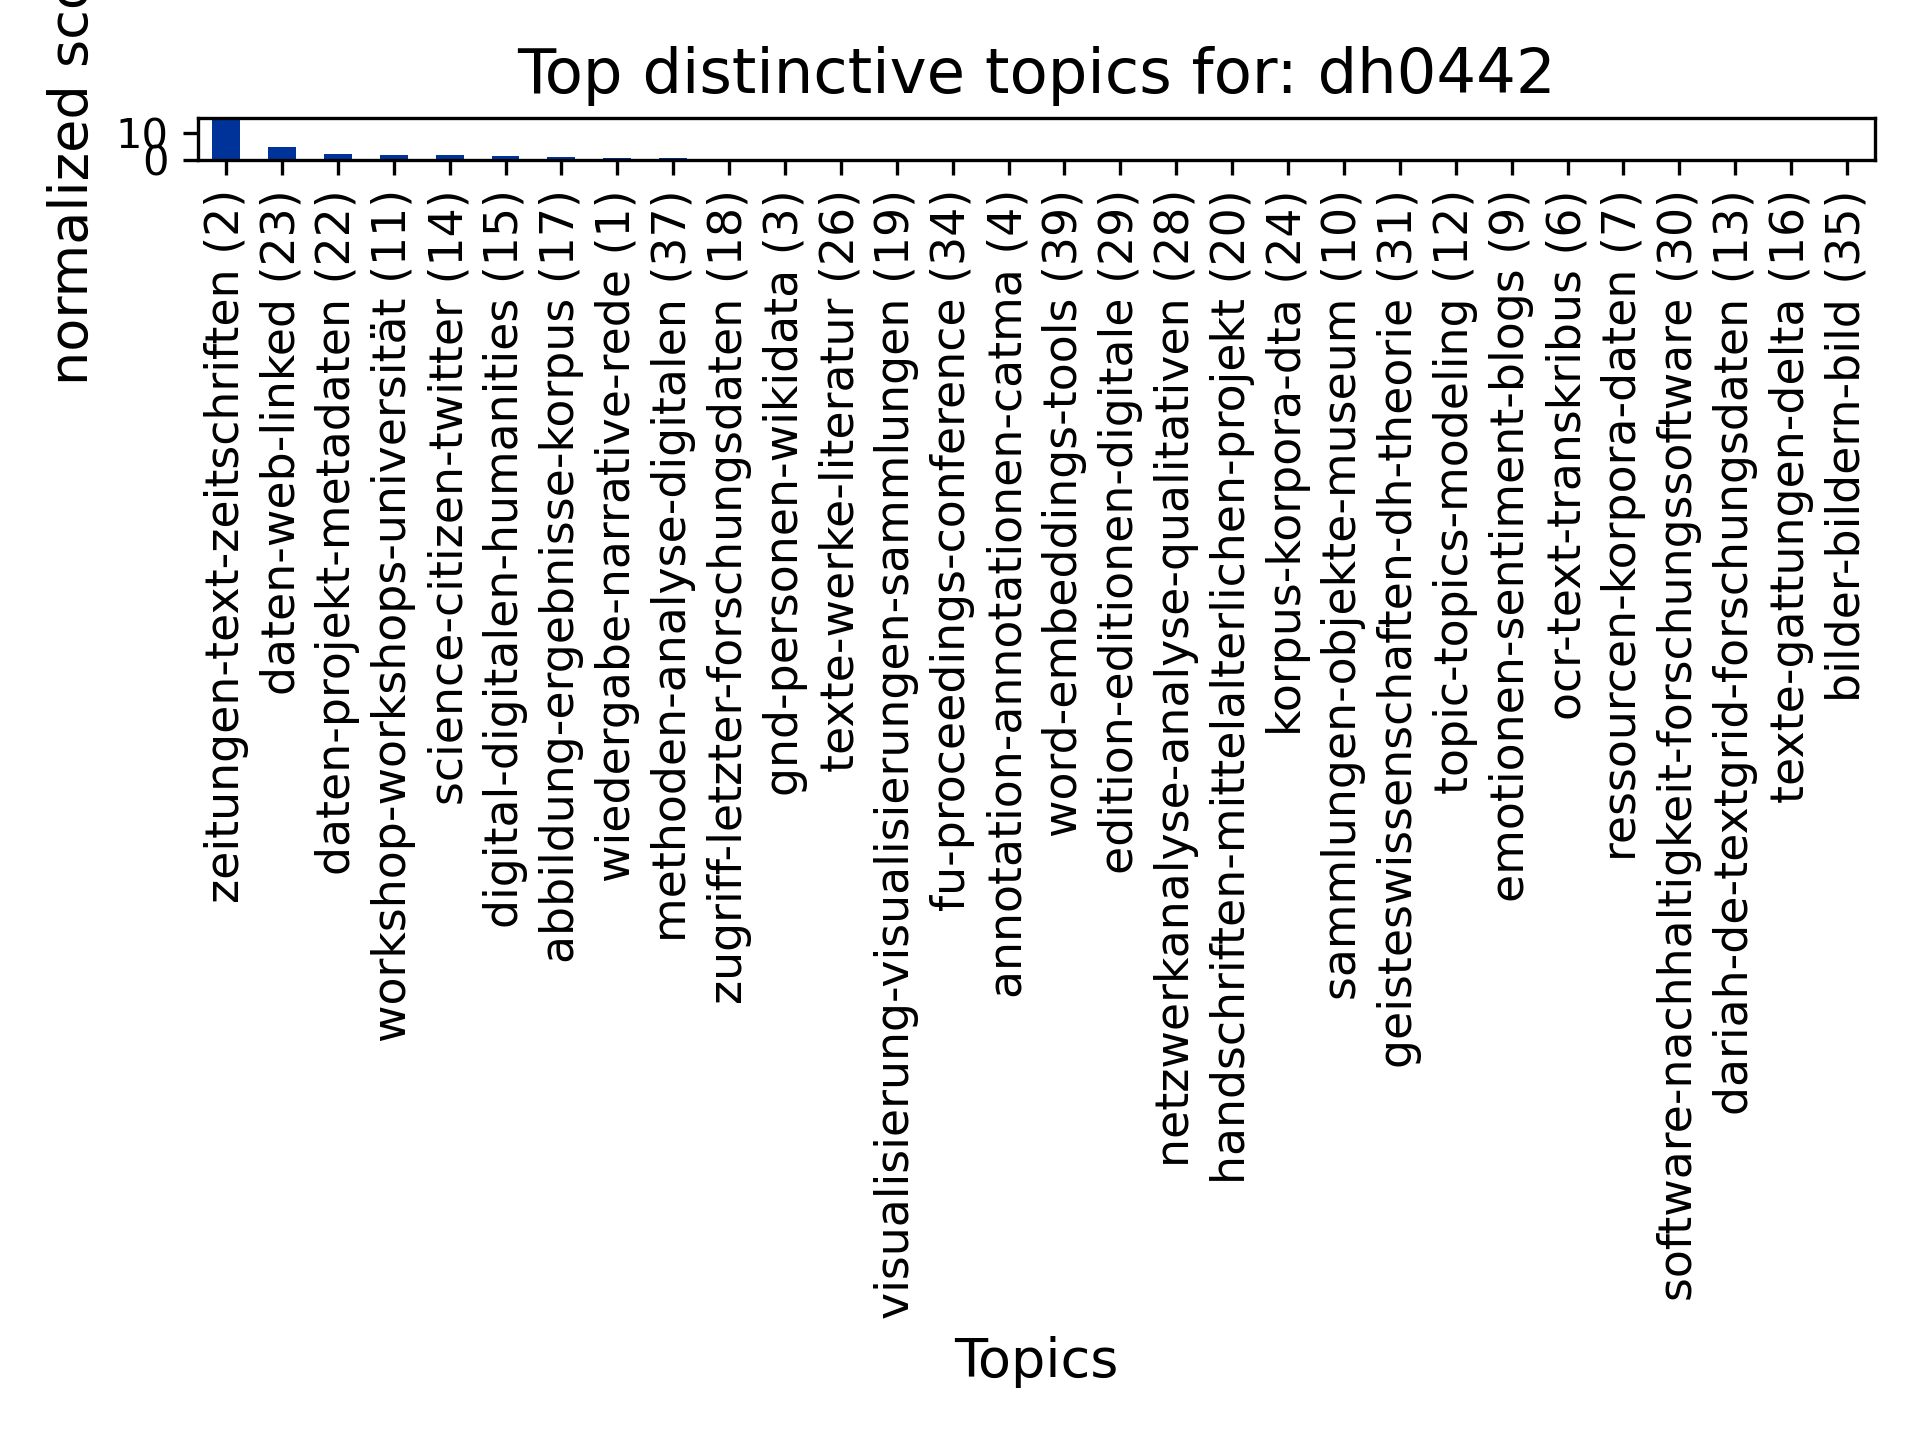 Top distinctive topics for: dh0442
normalized
10
0
zeitungen-text-zeitschriften (2)
daten-web-linked (23)
daten-projekt-metadaten (22)
workshop-workshops-universität (11)
science-citizen-twitter (14)
digital-digitalen-humanities (15)
abbildung-ergebnisse-korpus (17)
wiedergabe-narrative-rede (1)
methoden-analyse-digitalen (37)
zugriff-letzter-forschungsdaten (18)
gnd-personen-wikidata (3)
texte-werke-literatur (26)
visualisierung-visualisierungen-sammlungen (19)
fu-proceedings-conference (34)
annotation-annotationen-catma (4)
word-embeddings-tools (39)
edition-editionen-digitale (29)
netzwerkanalyse-analyse-qualitativen (28)
handschriften-mittelalterlichen-projekt (20)
korpus-korpora-dta (24)
sammlungen-objekte-museum (10)
geisteswissenschaften-dh-theorie (31)
topic-topics-modeling (12)
emotionen-sentiment-blogs (9)
ocr-text-transkribus (6)
ressourcen-korpora-daten (7)
software-nachhaltigkeit-forschungssoftware (30)
dariah-de-textgrid-forschungsdaten (13)
texte-gattungen-delta (16)
bilder-bildern-bild (35)
Topics